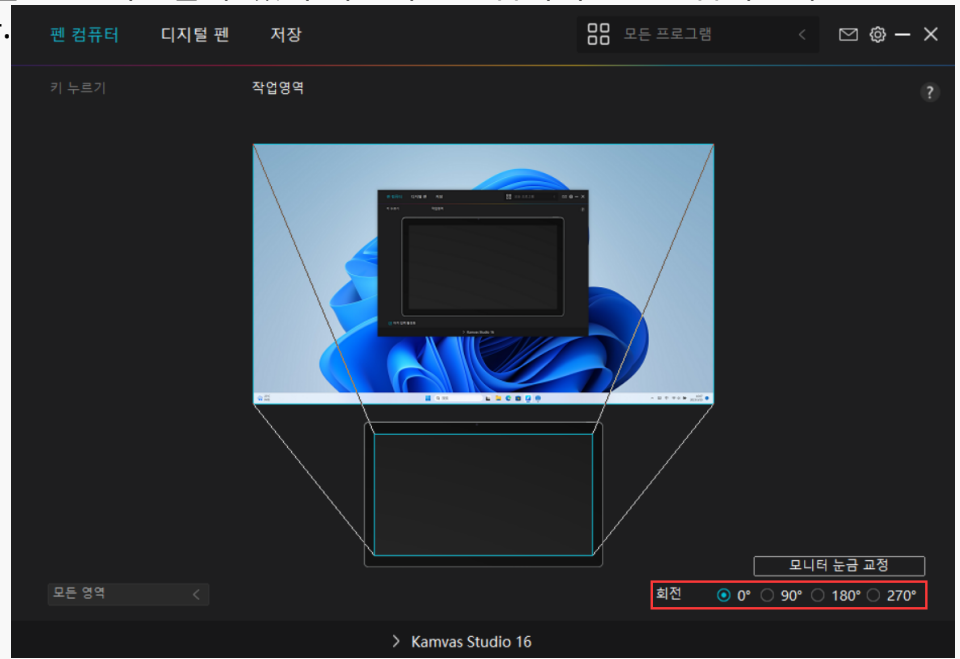 펜 컴퓨터 디지털 펜 저장 모든 프로그램
키 누르기 작업영역 ?
모니터 눈금 교정
모든 영역 회전 0° 90° 180° 270°
Kamvas Studio 16